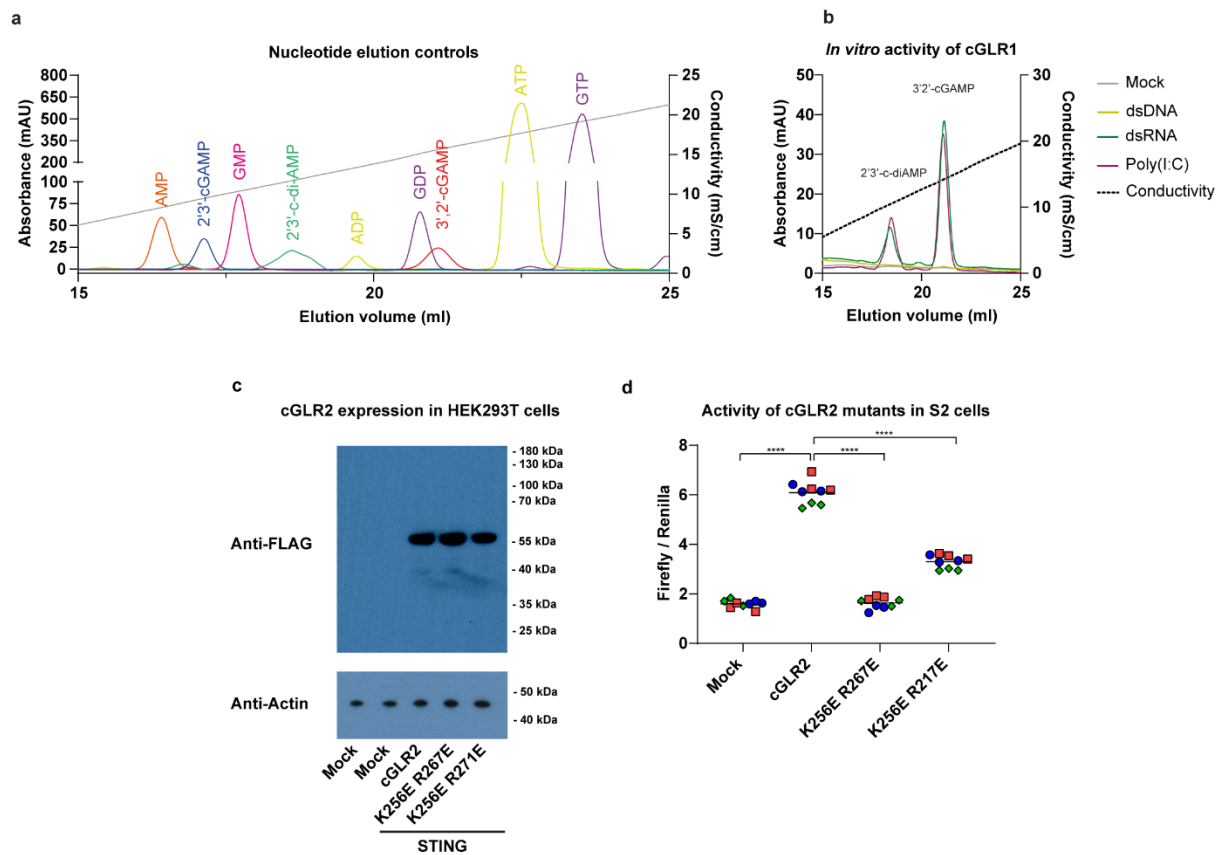 a
Nucleotide elution controls
800
650
500
350
200
100
75
50
25
0
Absorbance (mAU)
AMP
2'3'-cGAMP
GMP
2'3'-c-di-AMP
ADP
GDP
3',2'-cGAMP
ATP
GTP
25
20
15
10
5
0
Conductivity (mS/cm)
15
20
25
Elution volume (ml)
b
In vitro activity of cGLR1
50
40
30
20
10
0
Absorbance (mAU)
3'2'-cGAMP
2'3'-c-diAMP
30
20
10
0
Conductivity (mS/cm)
15
20
25
Elution volume (ml)
Mock
dsDNA
dsRNA
Poly(I:C)
Conductivity
c
cGLR2 expression in HEK293T cells
Anti-FLAG
- 180 kDa
- 130 kDa
- 100 kDa
- 70 kDa
- 55 kDa
- 40 kDa
- 35 kDa
- 25 kDa
Anti-Actin
- 50 kDa
- 40 kDa
Mock
Mock
cGLR2
K256E R267E
K256E R271E
STING
d
Activity of cGLR2 mutants in S2 cells
8
6
4
2
0
Firefly / Renilla
****
****
****
Mock
cGLR2
K256E R267E
K256E R217E